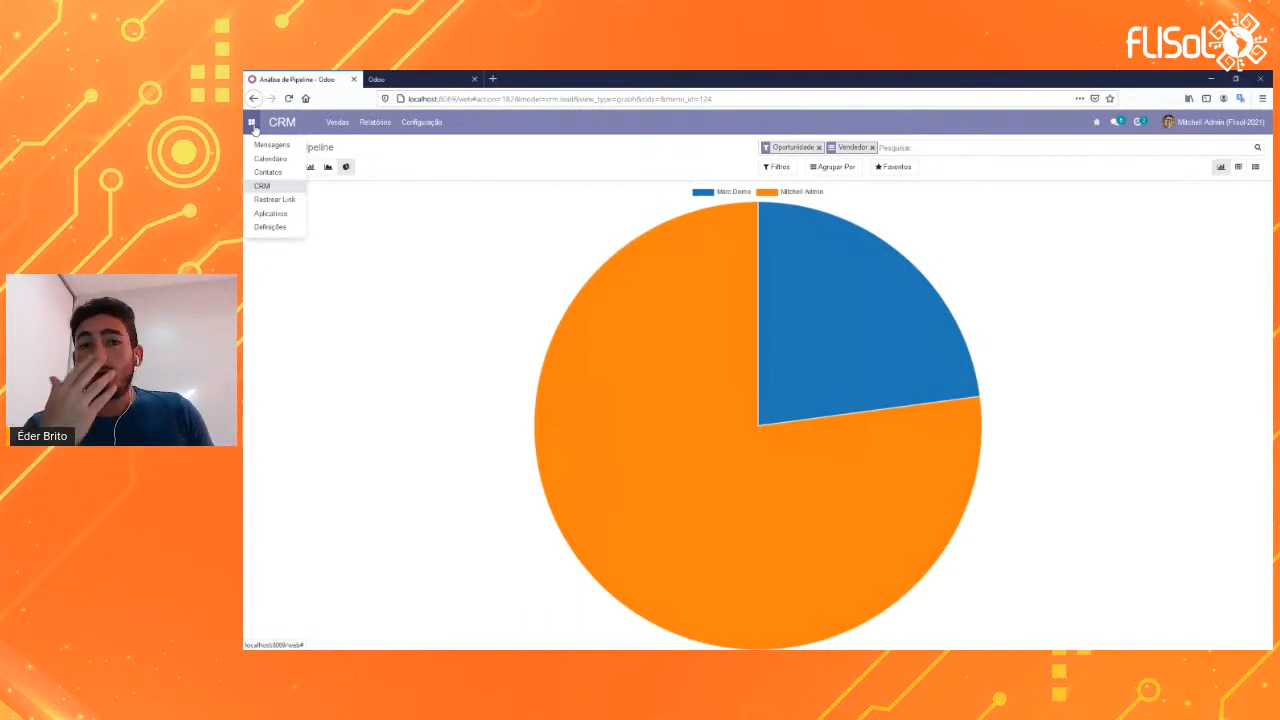 FLISoL
Análise de Pipeline - Odoo
Odoo
localhost:8069/web#action=182&model=crm.lead&view_type=graph&cids=&menu_id=124
CRM
Vendas
Relatórios
Configuração
Mitchell Admin (Flisol-2021)
Mensagens
Calendário
Contatos
CRM
Rastrear Link
Aplicativos
Definições
ipeline
Oportunidade
Vendedor
Pesquisar...
Filtros
Agrupar Por
Favoritos
Marc Demo
Mitchell Admin
Éder Brito
localhost:8069/web#